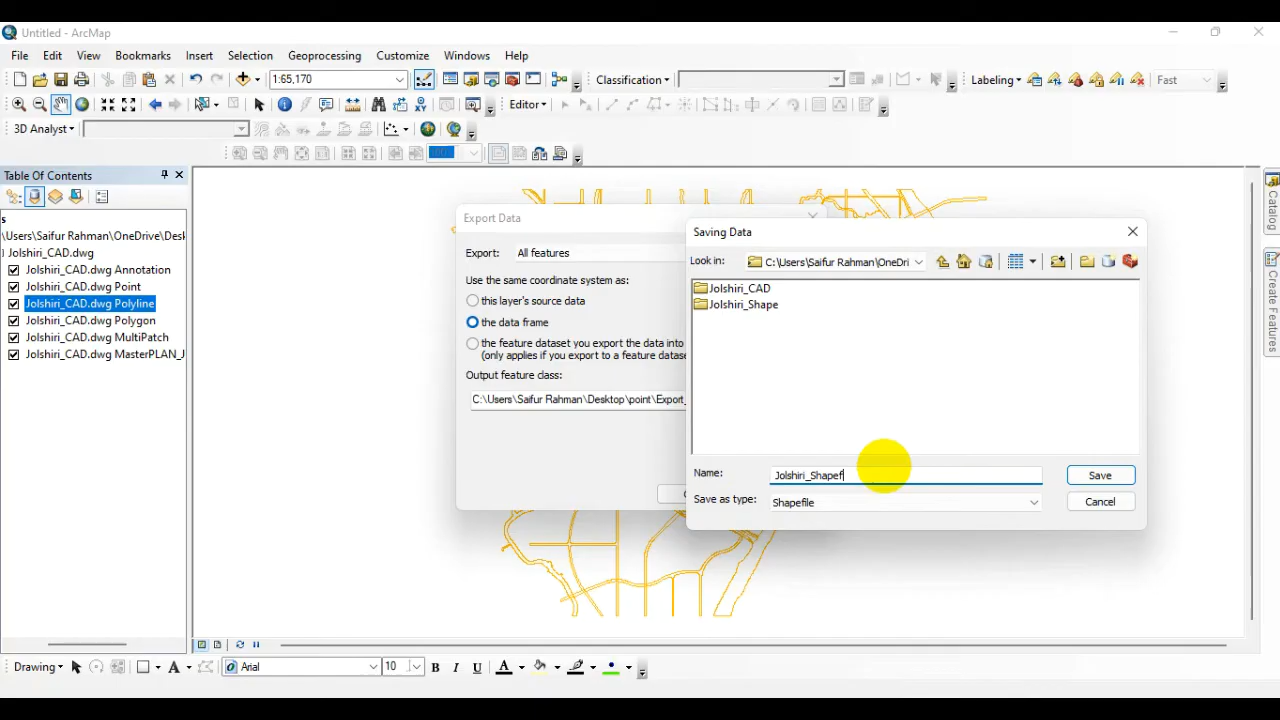 Untitled - ArcMap
File Edit View Bookmarks Insert Selection Geoprocessing Customize Windows Help
1:65,170 Classification Labeling Fast
Editor
3D Analyst
Table Of Contents
s
\Users\Saifur Rahman\OneDrive\Desk
Jolshiri_CAD.dwg
Jolshiri_CAD.dwg Annotation
Jolshiri_CAD.dwg Point
Jolshiri_CAD.dwg Polyline
Jolshiri_CAD.dwg Polygon
Jolshiri_CAD.dwg MultiPatch
Jolshiri_CAD.dwg MasterPLAN_J
Export Data
Export: All features
Use the same coordinate system as:
this layer's source data
the data frame
the feature dataset you export the data into
(only applies if you export to a feature datase
Output feature class:
C:\Users\Saifur Rahman\Desktop\point\Export_
Saving Data
Look in: C:\Users\Saifur Rahman\OneDri
Jolshiri_CAD
Jolshiri_Shape
Name: Jolshiri_Shapef Save
Save as type: Shapefile Cancel
Catalog
Create Features
Drawing A Arial 10 B I U A